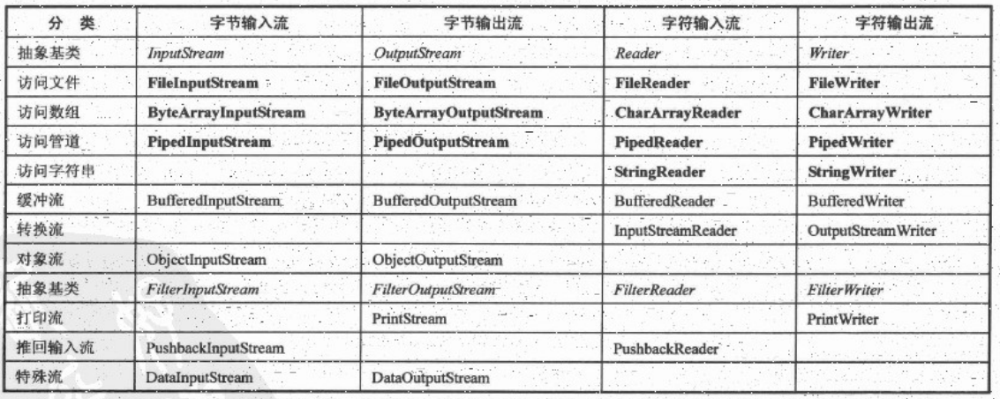 分 类 字节输入流 字节输出流 字符输入流 字符输出流
抽象基类 InputStream OutputStream Reader Writer
访问文件 FileInputStream FileOutputStream FileReader FileWriter
访问数组 ByteArrayInputStream ByteArrayOutputStream CharArrayReader CharArrayWriter
访问管道 PipedInputStream PipedOutputStream PipedReader PipedWriter
访问字符串 StringReader StringWriter
缓冲流 BufferedInputStream BufferedOutputStream BufferedReader BufferedWriter
转换流 InputStreamReader OutputStreamWriter
对象流 ObjectInputStream ObjectOutputStream
抽象基类 FilterInputStream FilterOutputStream FilterReader FilterWriter
打印流 PrintStream PrintWriter
推回输入流 PushbackInputStream PushbackReader
特殊流 DataInputStream DataOutputStream